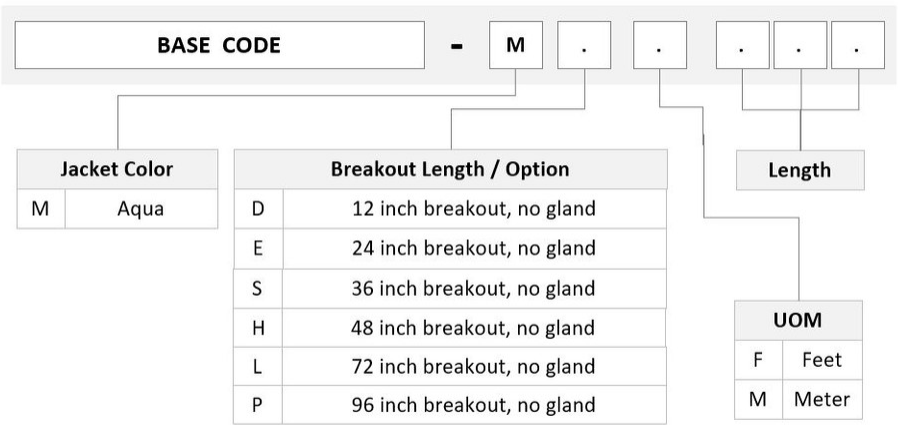 BASE CODE - M . . . . .
Jacket Color
M Aqua
Breakout Length / Option
D 12 inch breakout, no gland
E 24 inch breakout, no gland
S 36 inch breakout, no gland
H 48 inch breakout, no gland
L 72 inch breakout, no gland
P 96 inch breakout, no gland
Length
UOM
F Feet
M Meter